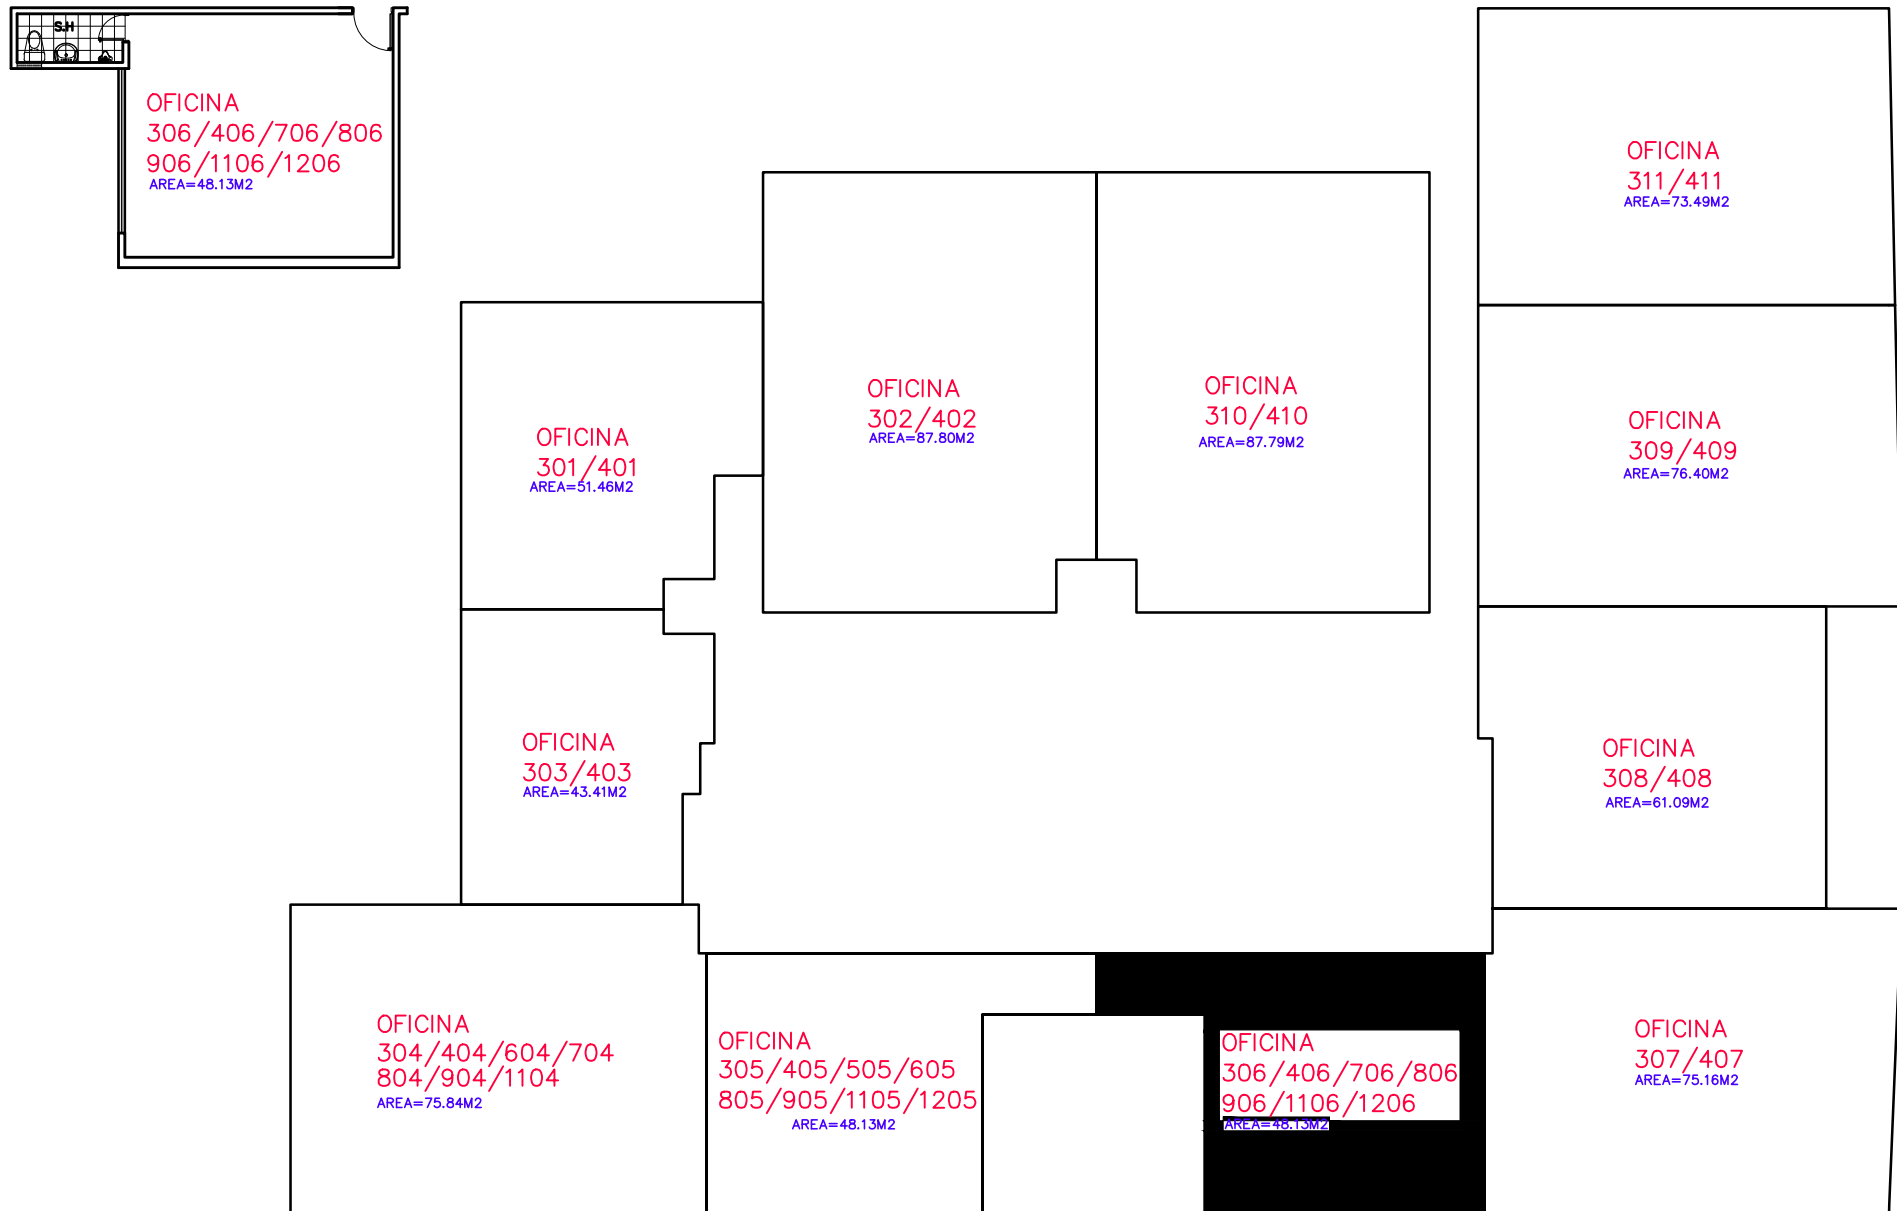 S.H
OFICINA
306/406/706/806
906/1106/1206
AREA=48.13M2
OFICINA
311/411
AREA=73.49M2
OFICINA
302/402
AREA=87.80M2
OFICINA
310/410
AREA=87.79M2
OFICINA
309/409
AREA=76.40M2
OFICINA
301/401
AREA=51.46M2
OFICINA
303/403
AREA=43.41M2
OFICINA
308/408
AREA=61.09M2
OFICINA
304/404/604/704
804/904/1104
AREA=75.84M2
OFICINA
305/405/505/605
805/905/1105/1205
AREA=48.13M2
OFICINA
306/406/706/806
906/1106/1206
AREA=48.13M2
OFICINA
307/407
AREA=75.16M2